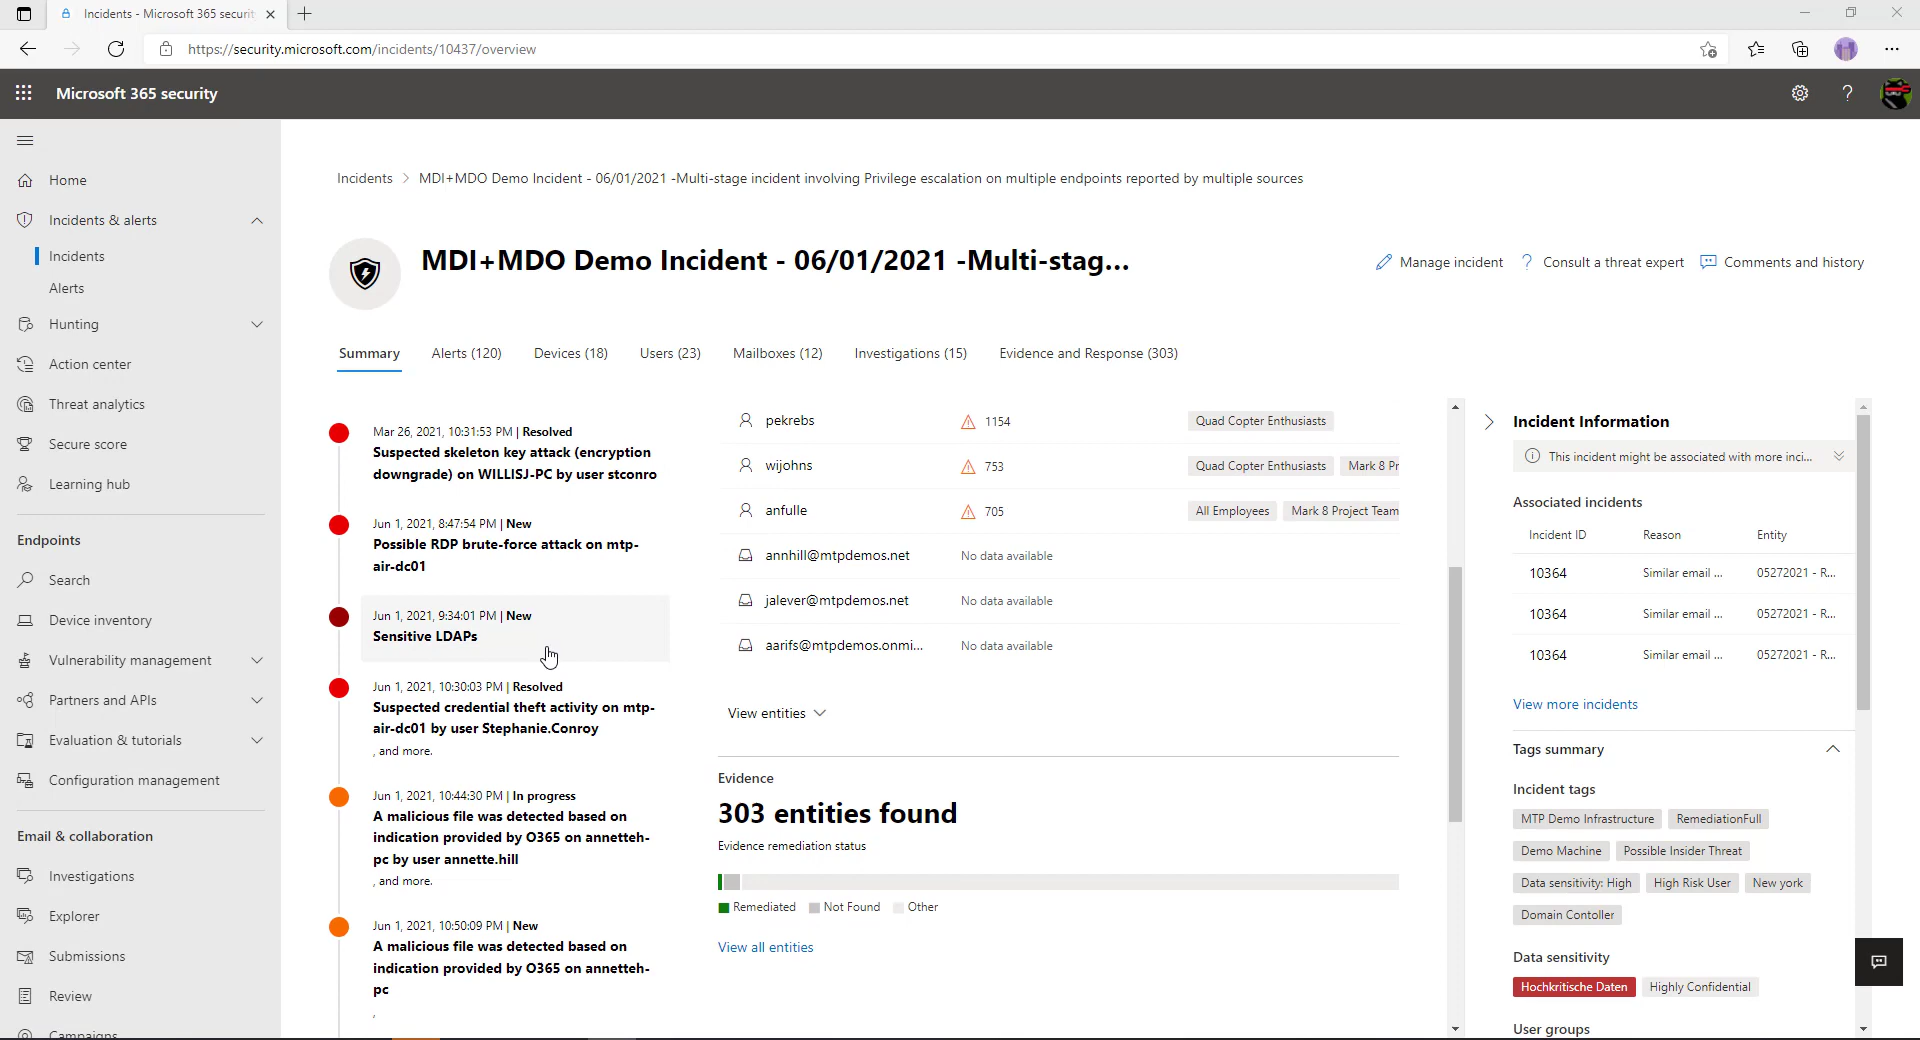 Incidents - Microsoft 365 securit
https://security.microsoft.com/incidents/10437/overview
Microsoft 365 security
Home
Incidents & alerts
Incidents
Alerts
Hunting
Action center
Threat analytics
Secure score
Learning hub
Endpoints
Search
Device inventory
Vulnerability management
Partners and APIs
Evaluation & tutorials
Configuration management
Email & collaboration
Investigations
Explorer
Submissions
Review
Campaigns
Incidents > MDI+MDO Demo Incident - 06/01/2021 -Multi-stage incident involving Privilege escalation on multiple endpoints reported by multiple sources
MDI+MDO Demo Incident - 06/01/2021 -Multi-stag...
Manage incident
? Consult a threat expert
Comments and history
Summary
Alerts (120)
Devices (18)
Users (23)
Mailboxes (12)
Investigations (15)
Evidence and Response (303)
Mar 26, 2021, 10:31:53 PM | Resolved
Suspected skeleton key attack (encryption
downgrade) on WILLISJ-PC by user stconro
Jun 1, 2021, 8:47:54 PM | New
Possible RDP brute-force attack on mtp-
air-dc01
Jun 1, 2021, 9:34:01 PM | New
Sensitive LDAPs
Jun 1, 2021, 10:30:03 PM | Resolved
Suspected credential theft activity on mtp-
air-dc01 by user Stephanie.Conroy
, and more.
Jun 1, 2021, 10:44:30 PM | In progress
A malicious file was detected based on
indication provided by O365 on annetteh-
pc by user annette.hill
, and more.
Jun 1, 2021, 10:50:09 PM | New
A malicious file was detected based on
indication provided by O365 on annetteh-
pc
,
pekrebs 1154 Quad Copter Enthusiasts
wijohns 753 Quad Copter Enthusiasts Mark 8 Pr
anfulle 705 All Employees Mark 8 Project Team
annhill@mtpdemos.net No data available
jalever@mtpdemos.net No data available
aarifs@mtpdemos.onmi... No data available
View entities
Evidence
303 entities found
Evidence remediation status
Remediated Not Found Other
View all entities
Incident Information
This incident might be associated with more inci...
Associated incidents
Incident ID Reason Entity
10364 Similar email ... 05272021 - R...
10364 Similar email ... 05272021 - R...
10364 Similar email ... 05272021 - R...
View more incidents
Tags summary
Incident tags
MTP Demo Infrastructure RemediationFull
Demo Machine Possible Insider Threat
Data sensitivity: High High Risk User New york
Domain Contoller
Data sensitivity
Hochkritische Daten Highly Confidential
User groups